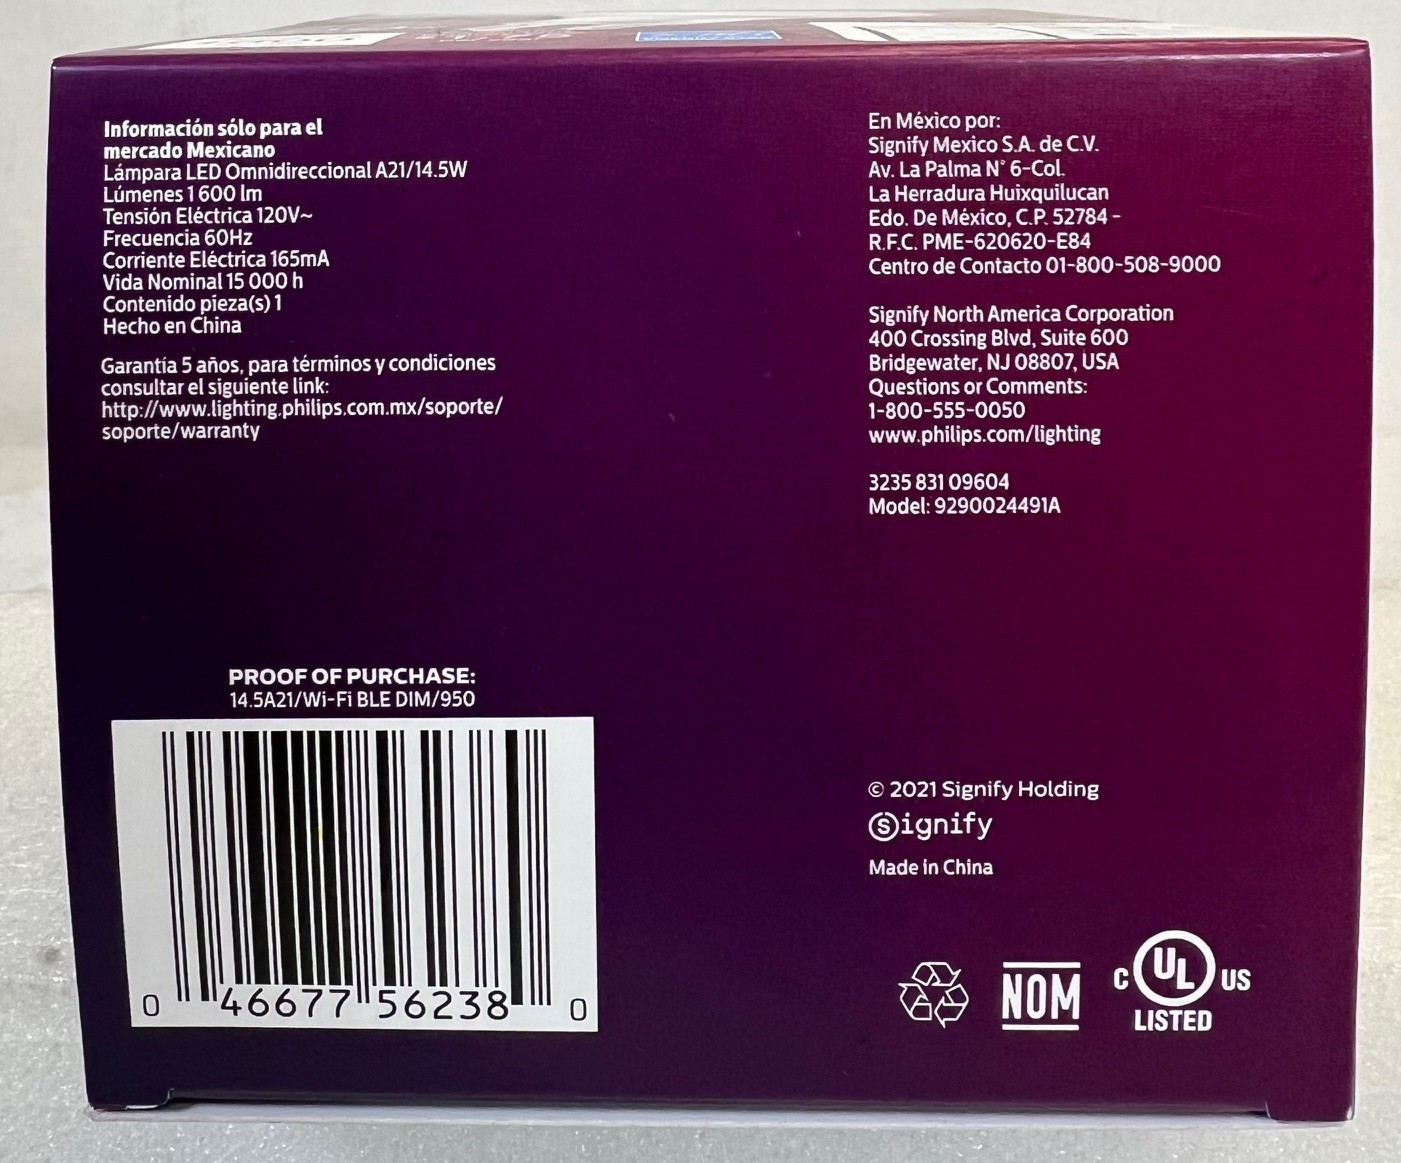 Información sólo para el
mercado Mexicano
Lámpara LED Omnidireccional A21/14.5W
Lúmenes 1 600 lm
Tensión Eléctrica 120V~
Frecuencia 60Hz
Corriente Eléctrica 165mA
Vida Nominal 15 000 h
Contenido pieza(s) 1
Hecho en China
Garantía 5 años, para términos y condiciones
consultar el siguiente link:
http://www.lighting.philips.com.mx/soporte/
soporte/warranty
En México por:
Signify Mexico S.A. de C.V.
Av. La Palma N° 6-Col.
La Herradura Huixquilucan
Edo. De México, C.P. 52784 -
R.F.C. PME-620620-E84
Centro de Contacto 01-800-508-9000
Signify North America Corporation
400 Crossing Blvd, Suite 600
Bridgewater, NJ 08807, USA
Questions or Comments:
1-800-555-0050
www.philips.com/lighting
3235 831 09604
Model: 9290024491A
PROOF OF PURCHASE:
14.5A21/Wi-Fi BLE DIM/950
0 46677 56238 0
© 2021 Signify Holding
Signify
Made in China
NOM
C UL US
LISTED